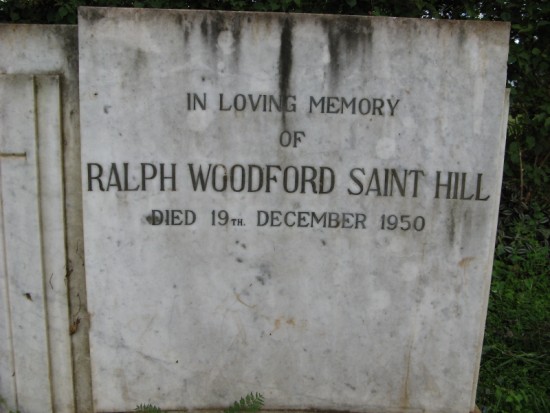 IN LOVING MEMORY
OF
RALPH WOODFORD SAINT HILL
DIED 19TH. DECEMBER 1950